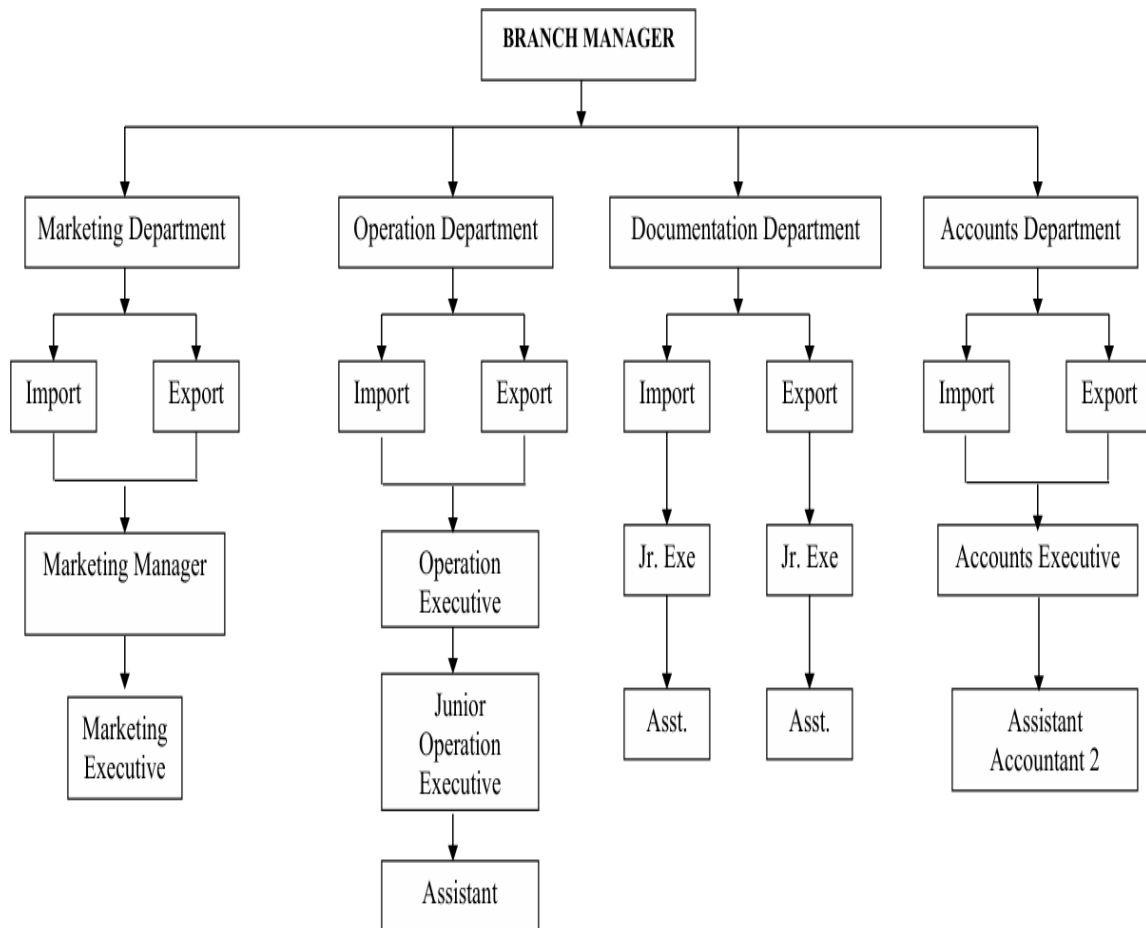 BRANCH MANAGER
Marketing Department
Operation Department
Documentation Department
Accounts Department
Import
Export
Import
Export
Import
Export
Import
Export
Marketing Manager
Operation
Executive
Jr. Exe
Jr. Exe
Accounts Executive
Marketing
Executive
Junior
Operation
Executive
Asst.
Asst.
Assistant
Accountant 2
Assistant